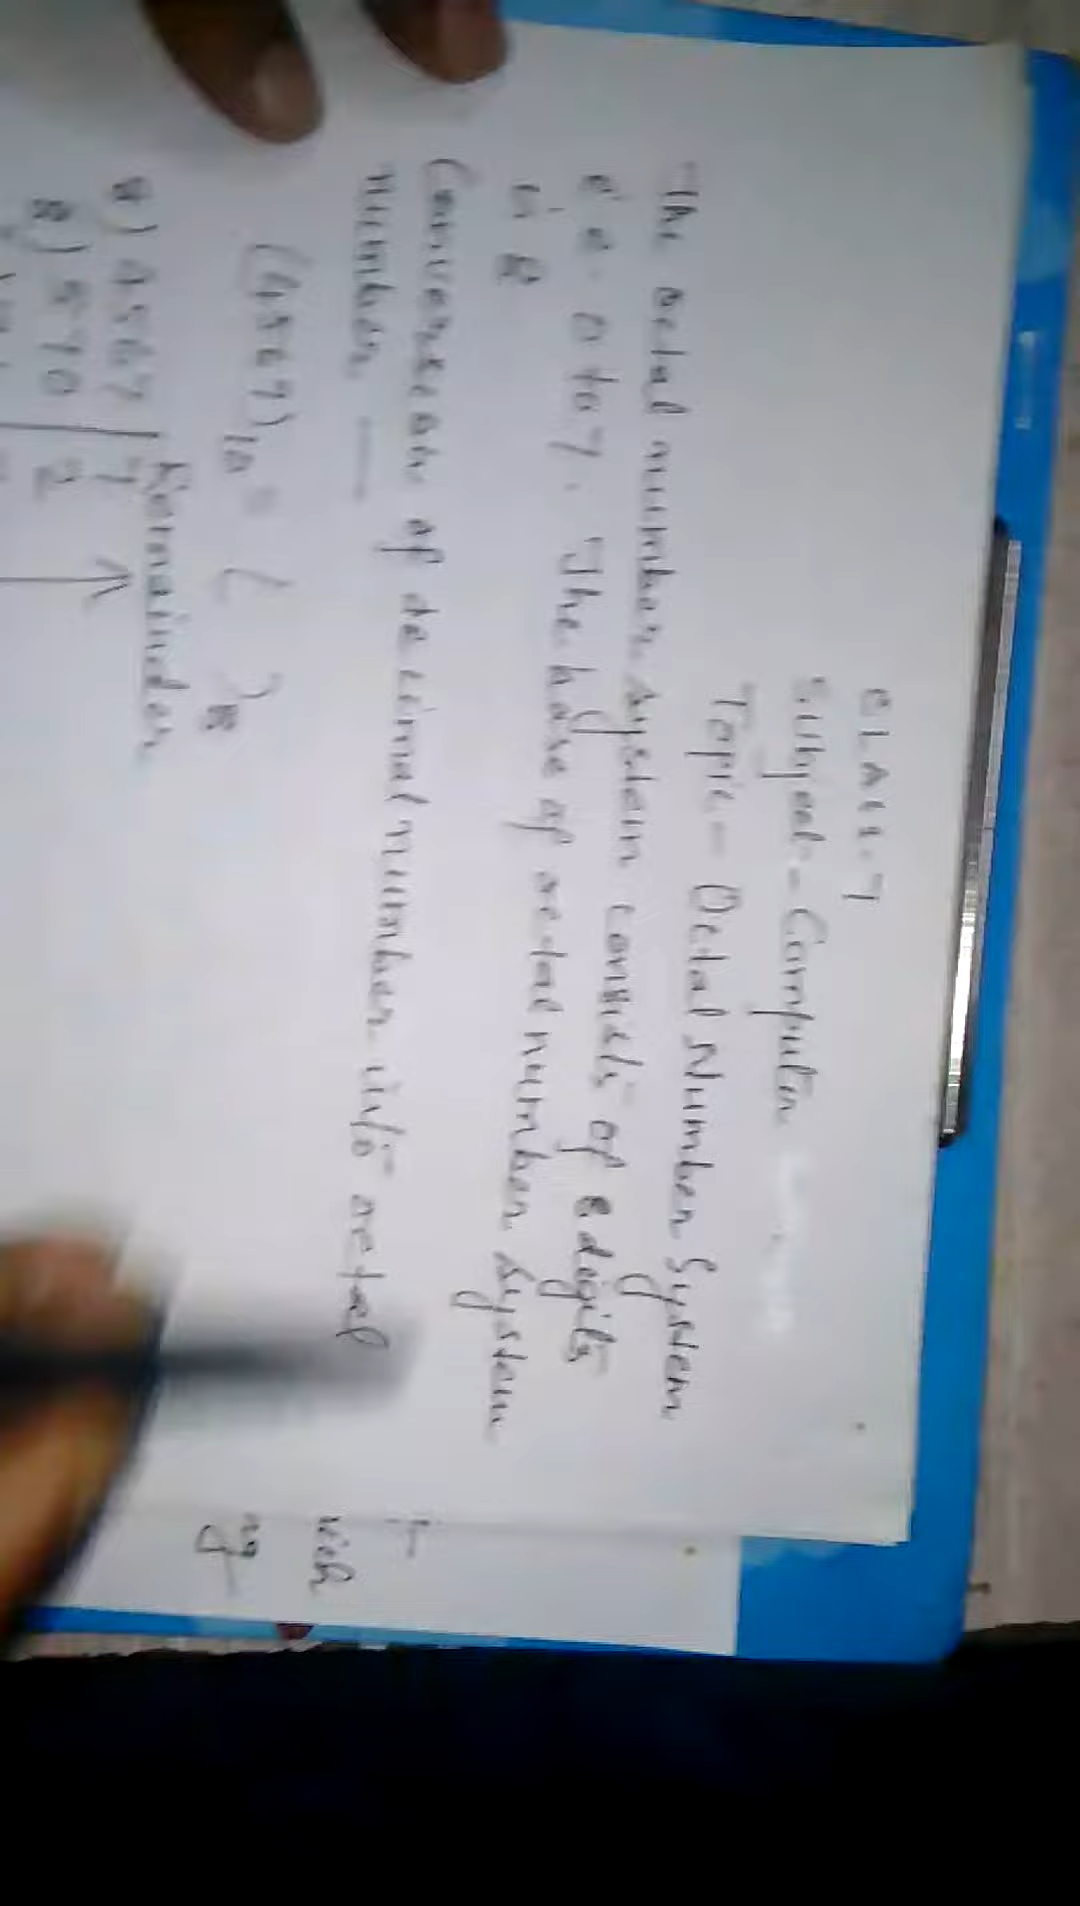 CLASS-7
Subject - Computer
Topic - Octal Number System
The octal number system consists of 8 digits
i.e. 0 to 7. The base of octal number system
is 8
Conversion of decimal number into octal
number —
(4567)10 = (   )8
Remainder
8) 4567 | 7
8) 570 | 2